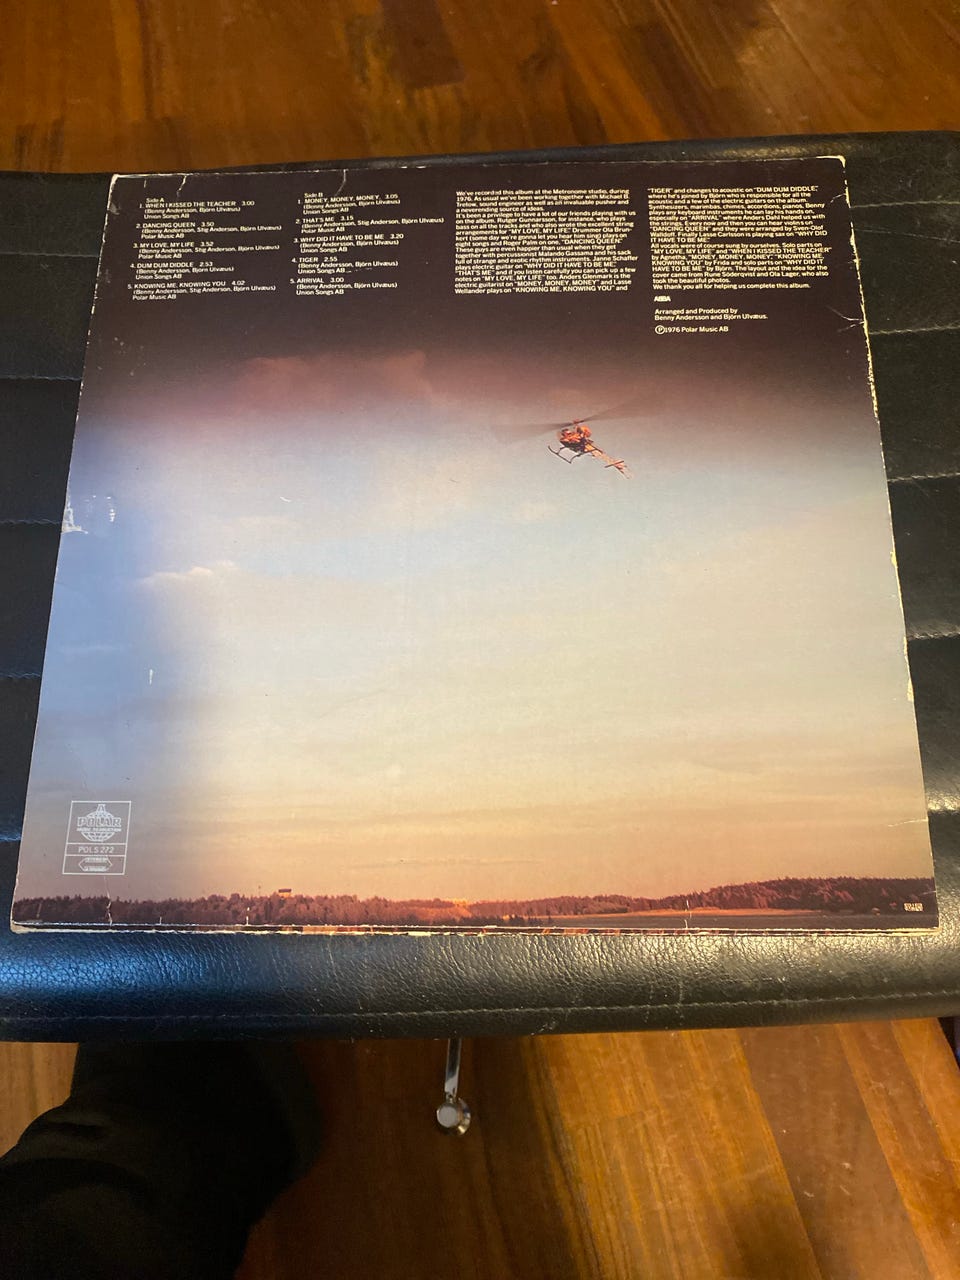 Side A
1. WHEN I KISSED THE TEACHER 3.00
(Benny Andersson, Björn Ulvæus)
Union Songs AB
2. DANCING QUEEN 3.50
(Benny Andersson, Stig Anderson, Björn Ulvæus)
Polar Music AB
3. MY LOVE, MY LIFE 3.52
(Benny Andersson, Stig Anderson, Björn Ulvæus)
Union Songs AB
4. DUM DUM DIDDLE 2.53
(Benny Andersson, Björn Ulvæus)
Union Songs AB
5. KNOWING ME, KNOWING YOU 4.02
(Benny Andersson, Stig Anderson, Björn Ulvæus)
Polar Music AB
Side B
1. MONEY, MONEY, MONEY, 3.05
(Benny Andersson, Björn Ulvæus)
Union Songs AB
2. THAT'S ME 3.15
(Benny Andersson, Stig Anderson, Björn Ulvæus)
Polar Music AB
3. WHY DID IT HAVE TO BE ME 3.20
(Benny Andersson, Björn Ulvæus)
Union Songs AB
4. TIGER 2.55
(Benny Andersson, Björn Ulvæus)
Union Songs AB
5. ARRIVAL 3.00
(Benny Andersson, Björn Ulvæus)
Union Songs AB
We've recorded this album at the Metronome studio, during
1976. As usual we've been working together with Michael B.
Tretow, sound engineer as well as an invaluable pusher and
source of ideas.
It's been a privilege to have a lot of our friends playing with us
on the album. Rutger Gunnarsson, for instance, who plays
bass on all the tracks and who also wrote the excellent string
arrangements for "MY LOVE, MY LIFE". Drummer Ola Brun-
kert (some day we're gonna let you sing, Ola!) plays on
eight songs and Roger Palm on one, "DANCING QUEEN".
These guys are even happier than usual when they get
together with percussionist Malando Gassama and his sack
full of strange and exotic rhythm instruments. Janne Schaffer
plays electric guitar on "WHY DID IT HAVE TO BE ME" and
"THAT'S ME" and if you listen carefully you can pick up a few
notes on "MY LOVE, MY LIFE" too. Anders Glenmark is the
electric guitarist on "MONEY, MONEY, MONEY" and Lasse
Wellander plays on "KNOWING ME, KNOWING YOU" and
"TIGER" and changes to acoustic on "DUM DUM DIDDLE",
where he's joined by Björn who is responsible for all the
acoustic and a few of the electric guitars on the album.
Synthesizers, marimbas, chimes, accordions, pianos, Benny
plays any keyboard instruments he can lay his hands on,
especially on "ARRIVAL", where Anders Dahl helped us with
the strings. Every now and then you can hear violins, i.e. on
"DANCING QUEEN" and they were arranged by Sven-Olof
Walldoff. Finally Lasse Carlsson is playing sax on "WHY DID
IT HAVE TO BE ME".
All vocals were of course sung by ourselves. Solo parts on
"MY LOVE, MY LIFE" and "WHEN I KISSED THE TEACHER"
by Agnetha, "MONEY, MONEY, MONEY", "KNOWING ME,
KNOWING YOU" by Frida and solo parts on "WHY DID IT
HAVE TO BE ME" by Björn. The layout and the idea for the
cover came from Rune Söderqvist and Ola Lager, who also
took the beautiful photos.
We thank you all for helping us complete this album.
ABBA
Arranged and Produced by
Benny Andersson and Björn Ulvæus.
Ⓟ1976 Polar Music AB
POLAR
POLS 272